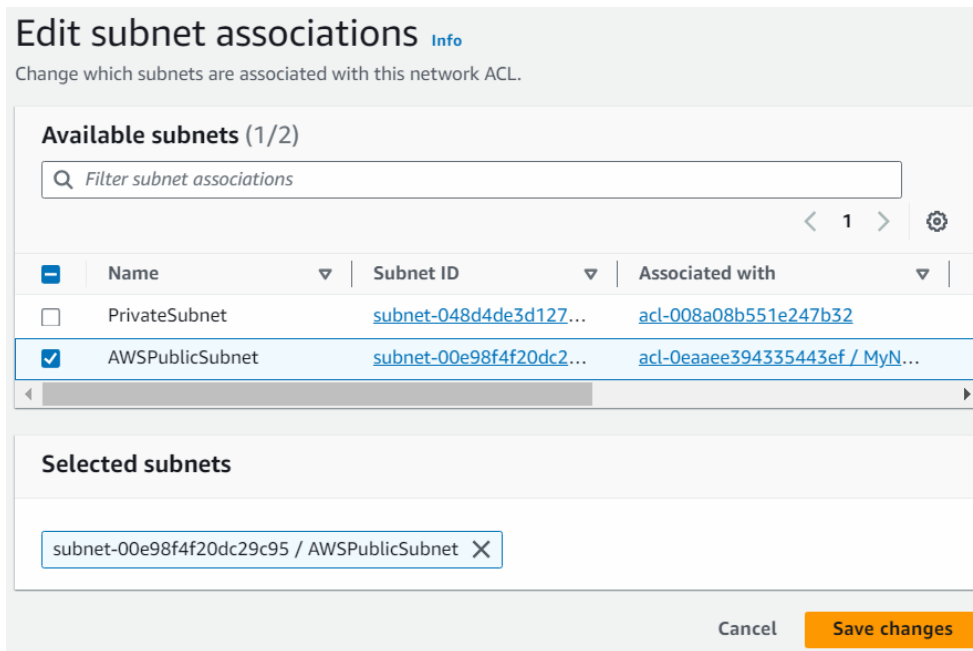 Edit subnet associations Info
Change which subnets are associated with this network ACL.
Available subnets (1/2)
Filter subnet associations
1
Name Subnet ID Associated with
PrivateSubnet subnet-048d4de3d127... acl-008a08b551e247b32
AWSPublicSubnet subnet-00e98f4f20dc2... acl-0eaaee394335443ef / MyN...
Selected subnets
subnet-00e98f4f20dc29c95 / AWSPublicSubnet
Cancel Save changes